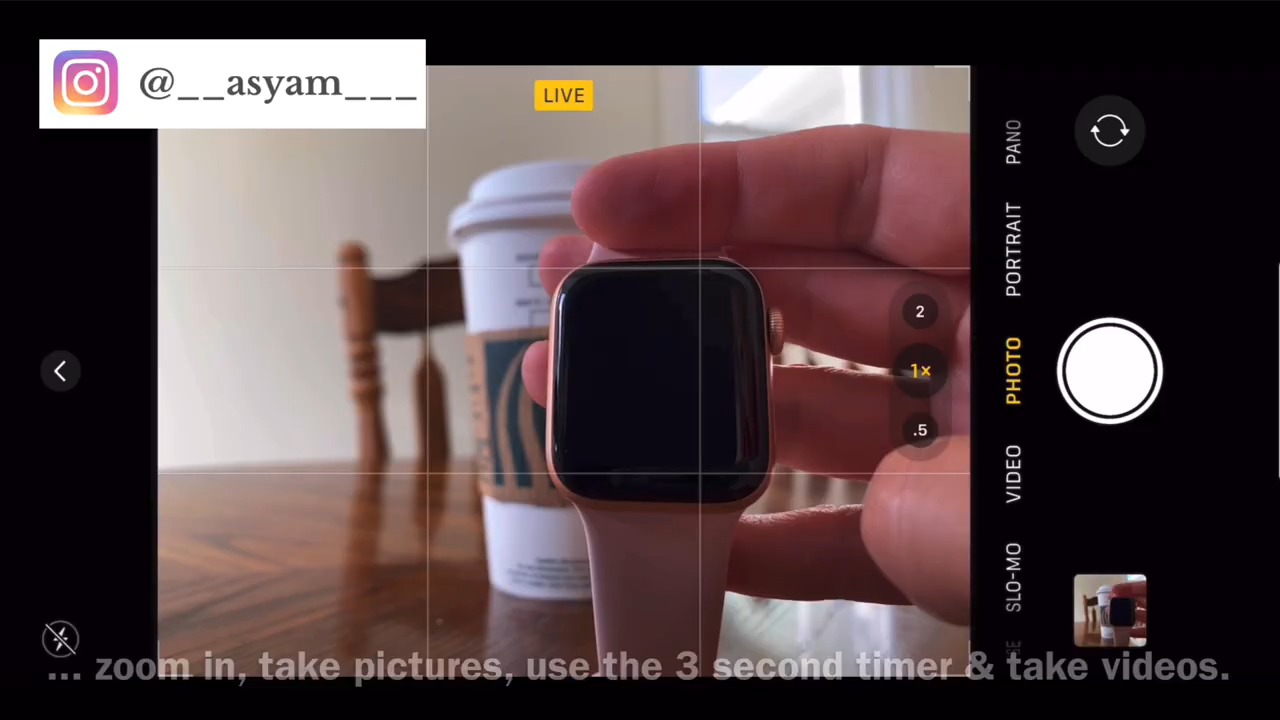 @__asyam___
LIVE
PANO
PORTRAIT
2
1×
PHOTO
.5
VIDEO
SLO-MO
... zoom in, take pictures, use the 3 second timer & take videos.